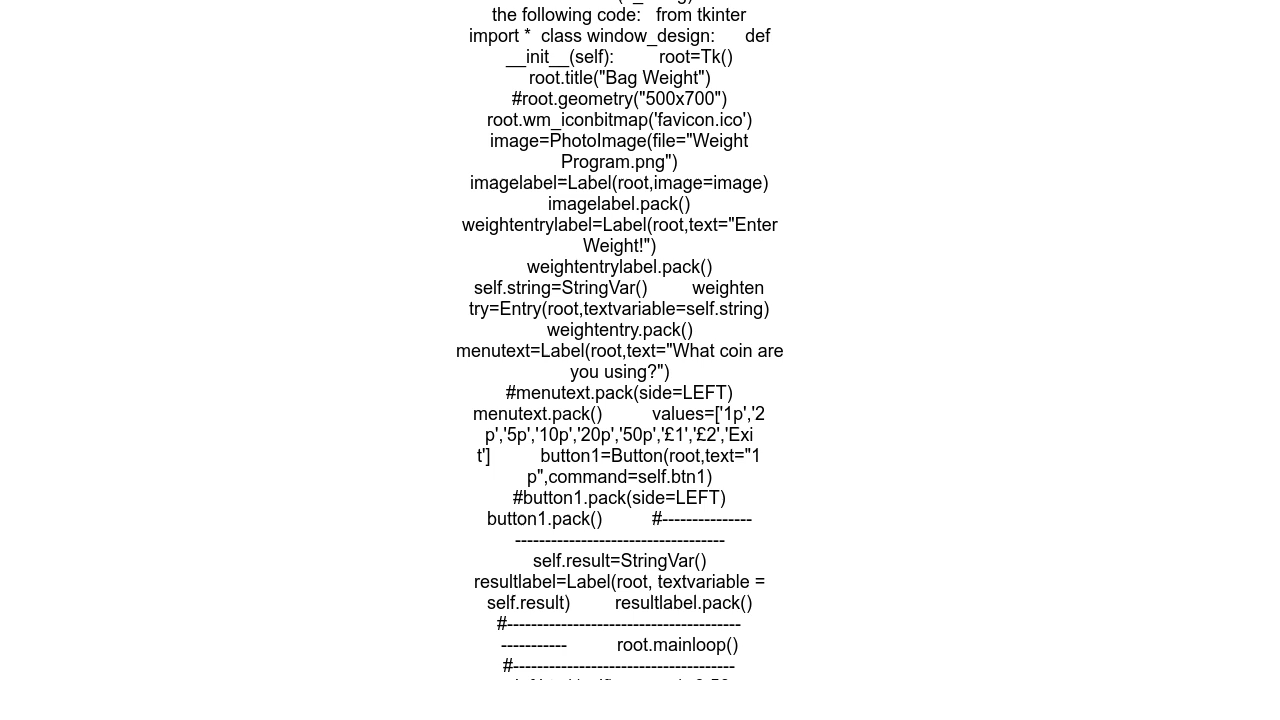 the following code:   from tkinter
import *  class window_design:      def
__init__(self):         root=Tk()
root.title("Bag Weight")
#root.geometry("500x700")
root.wm_iconbitmap('favicon.ico')
image=PhotoImage(file="Weight
Program.png")
imagelabel=Label(root,image=image)
imagelabel.pack()
weightentrylabel=Label(root,text="Enter
Weight!")
weightentrylabel.pack()
self.string=StringVar()         weighten
try=Entry(root,textvariable=self.string)
weightentry.pack()
menutext=Label(root,text="What coin are
you using?")
#menutext.pack(side=LEFT)
menutext.pack()          values=['1p','2
p','5p','10p','20p','50p','£1','£2','Exi
t']          button1=Button(root,text="1
p",command=self.btn1)
#button1.pack(side=LEFT)
button1.pack()          #---------------
-----------------------------------
self.result=StringVar()
resultlabel=Label(root, textvariable =
self.result)         resultlabel.pack()
#---------------------------------------
-----------          root.mainloop()
#-------------------------------------